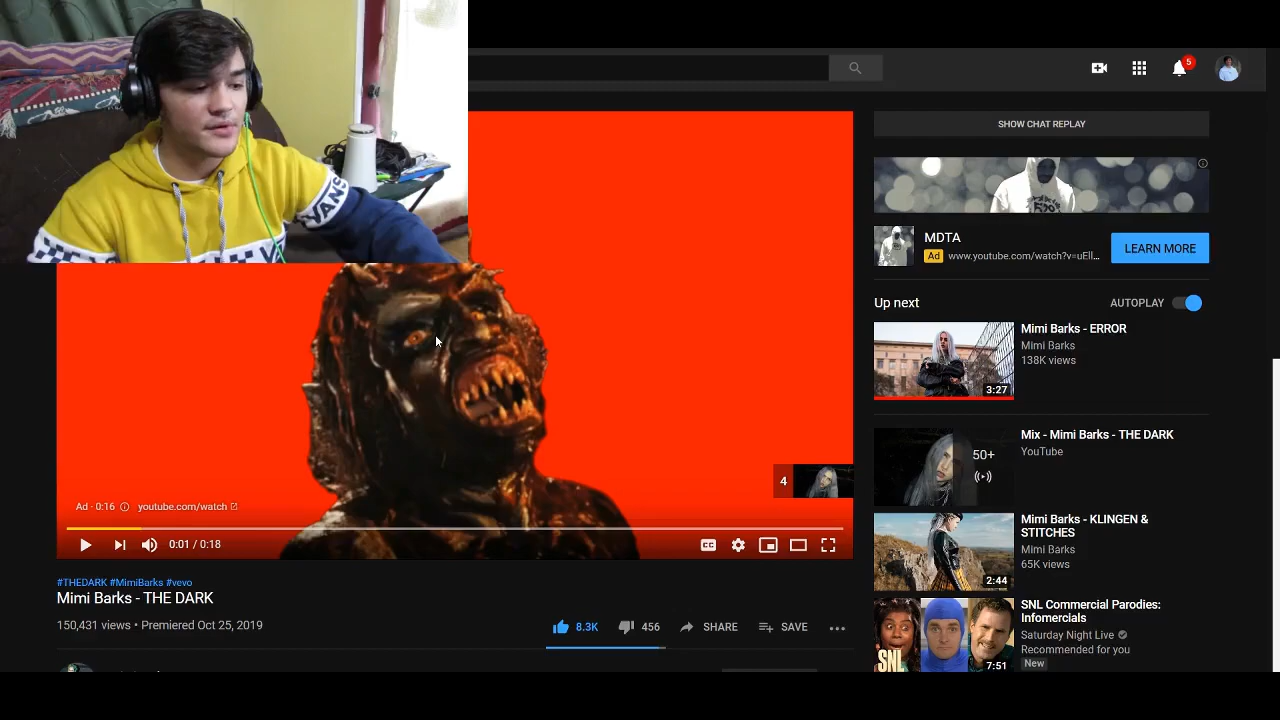 VANS
5
SHOW CHAT REPLAY
MDTA
Ad www.youtube.com/watch?v=uEll...
LEARN MORE
Up next
AUTOPLAY
Mimi Barks - ERROR
Mimi Barks
138K views
3:27
Mix - Mimi Barks - THE DARK
YouTube
50+
Mimi Barks - KLINGEN &
STITCHES
Mimi Barks
65K views
2:44
SNL Commercial Parodies:
Infomercials
Saturday Night Live
Recommended for you
New
SNL
7:51
4
Ad · 0:16 youtube.com/watch
0:01 / 0:18
CC
#THEDARK #MimiBarks #vevo
Mimi Barks - THE DARK
150,431 views • Premiered Oct 25, 2019
8.3K
456
SHARE
SAVE